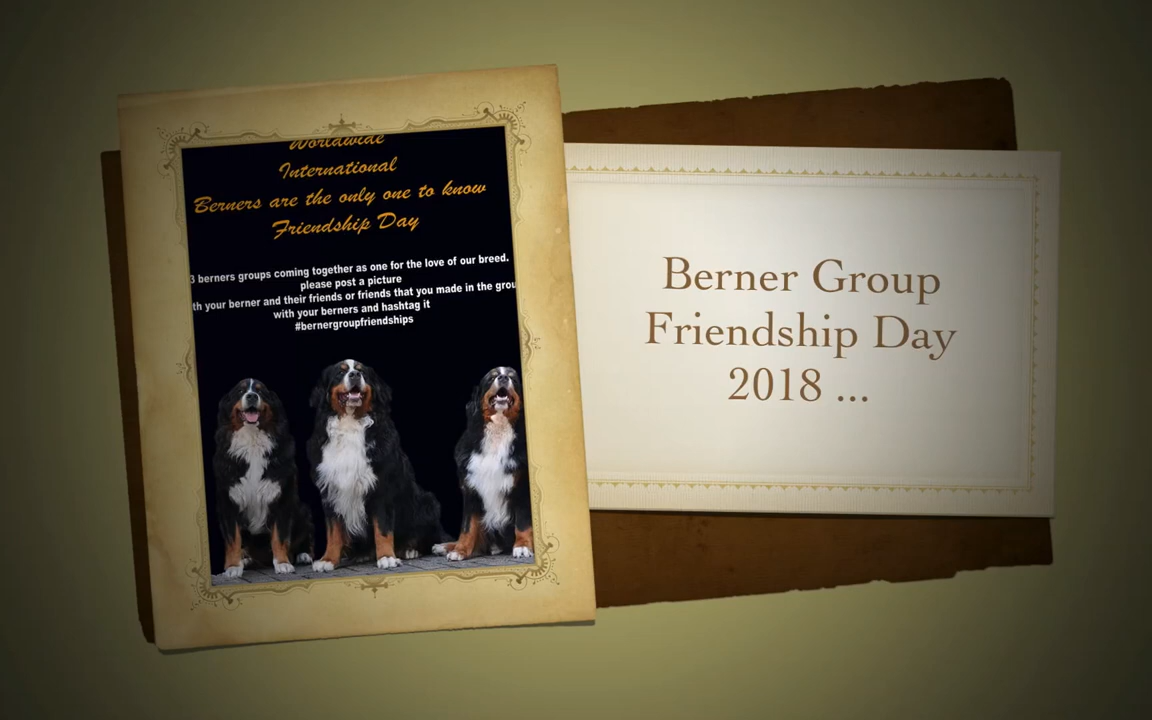 Worldwide
International
Berners are the only one to know
Friendship Day
3 berners groups coming together as one for the love of our breed.
please post a picture
your berner and their friends or friends that you made in the
with your berners and hashtag it
#bernergroupfriendships
Berner Group
Friendship Day
2018 ...